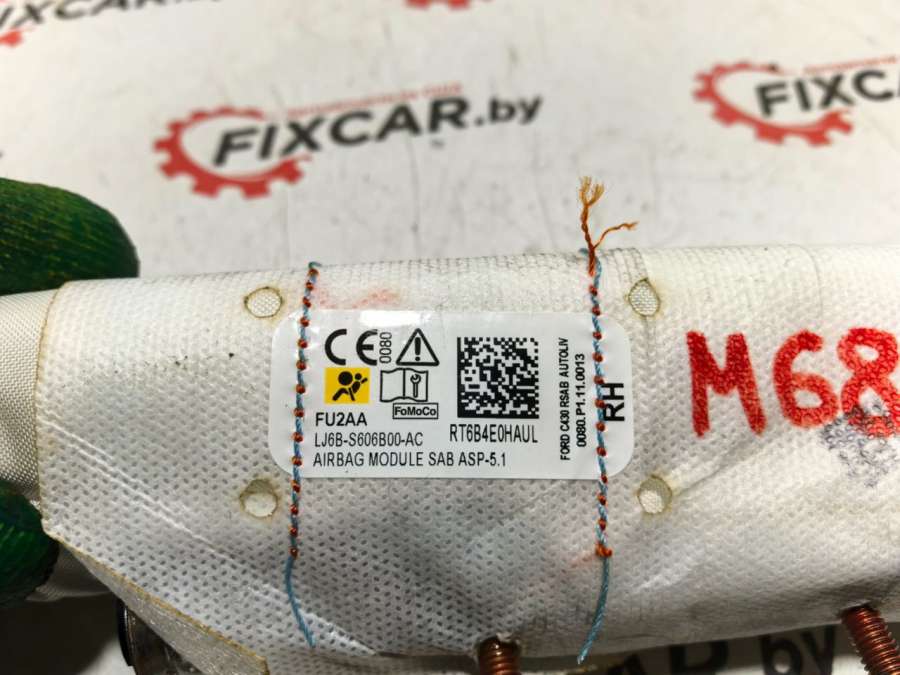 FIXCAR.by
FIXCAR
CE 0080
FoMoCo
FU2AA
LJ6B-S606B00-AC
RT6B4E0HAUL
AIRBAG MODULE SAB ASP-5.1
FORD C430 RSAB AUTOLIV
0080.P1.11.0013
RH
M68